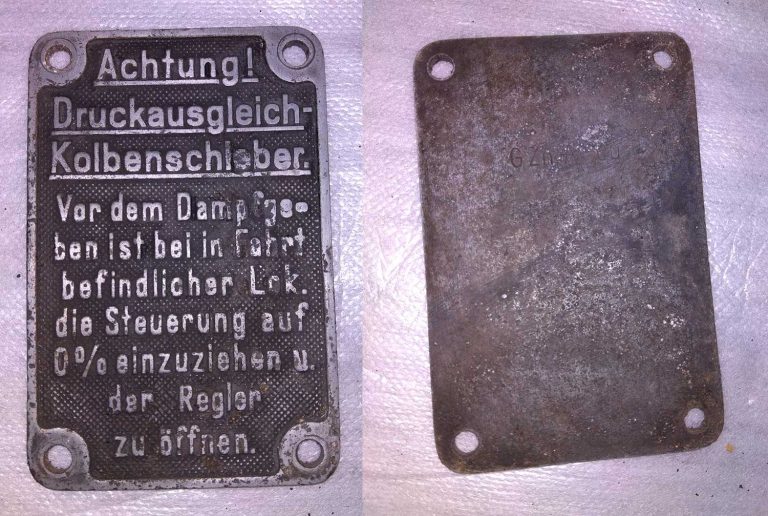 Achtung!
Druckausgleich-
Kolbenschieber.
Vor dem Dampfge-
ben ist bei in Fahrt
befindlicher Lok.
die Steuerung auf
0% einzuziehen u.
der Regler
zu öffnen.